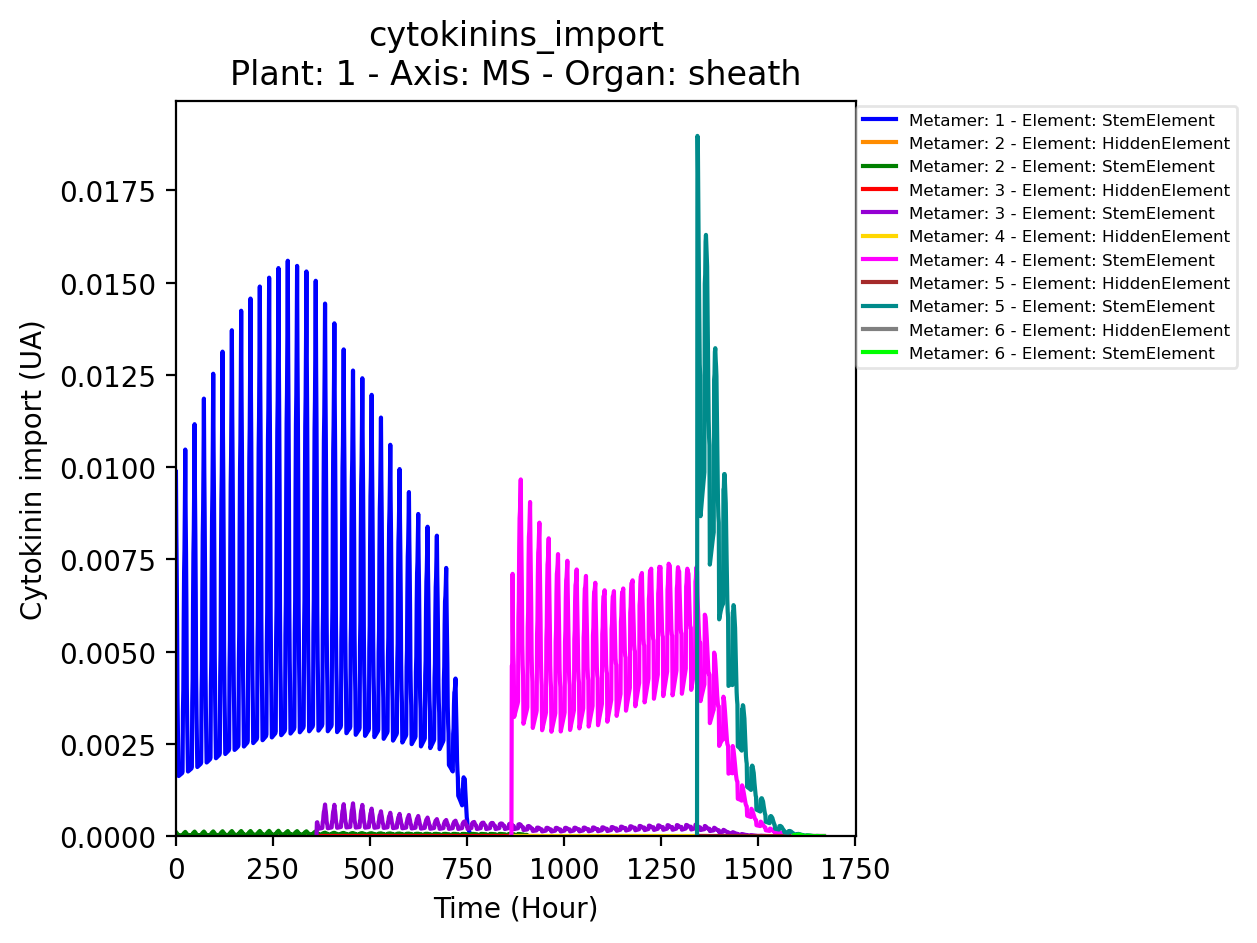 cytokinins_import
Plant: 1 - Axis: MS - Organ: sheath
Cytokinin import (UA)
0.0175
0.0150
0.0125
0.0100
0.0075
0.0050
0.0025
0.0000
0 250 500 750 1000 1250 1500 1750
Time (Hour)
Metamer: 1 - Element: StemElement
Metamer: 2 - Element: HiddenElement
Metamer: 2 - Element: StemElement
Metamer: 3 - Element: HiddenElement
Metamer: 3 - Element: StemElement
Metamer: 4 - Element: HiddenElement
Metamer: 4 - Element: StemElement
Metamer: 5 - Element: HiddenElement
Metamer: 5 - Element: StemElement
Metamer: 6 - Element: HiddenElement
Metamer: 6 - Element: StemElement